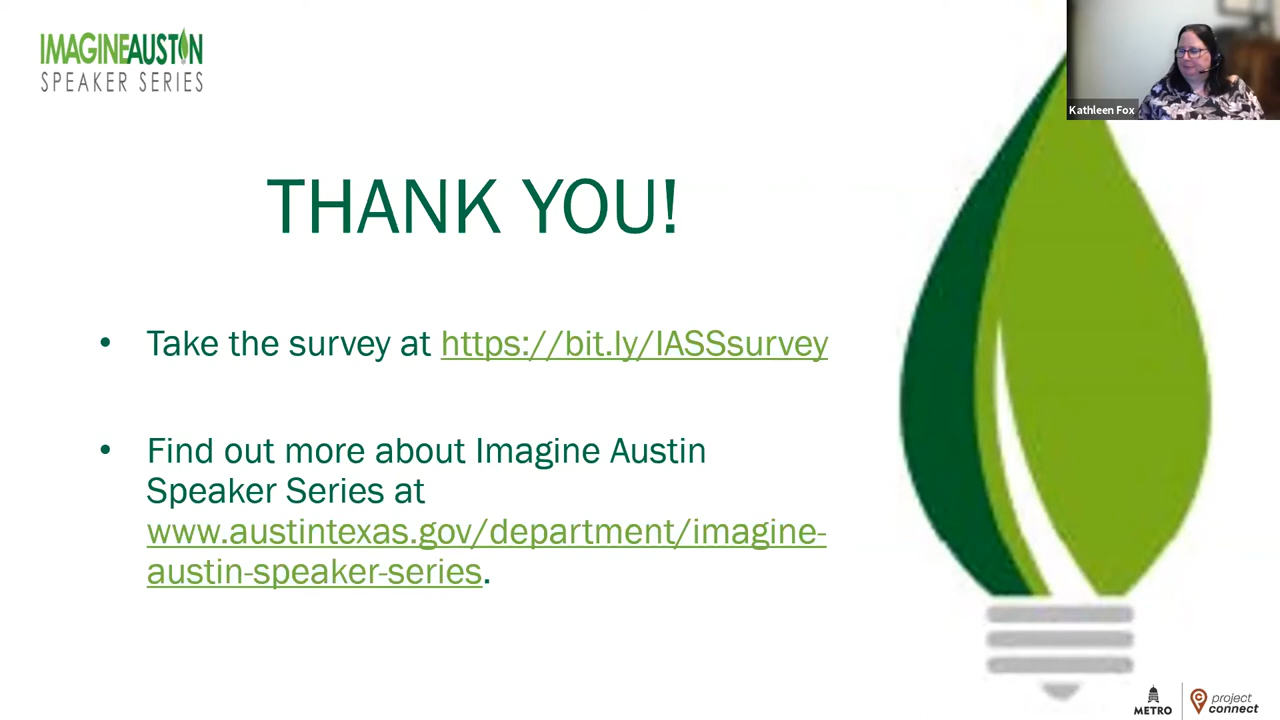 IMAGINEAUSTIN
SPEAKER SERIES
Kathleen Fox
THANK YOU!
• Take the survey at https://bit.ly/IASSsurvey
• Find out more about Imagine Austin
Speaker Series at
www.austintexas.gov/department/imagine-
austin-speaker-series.
METRO
project
connect